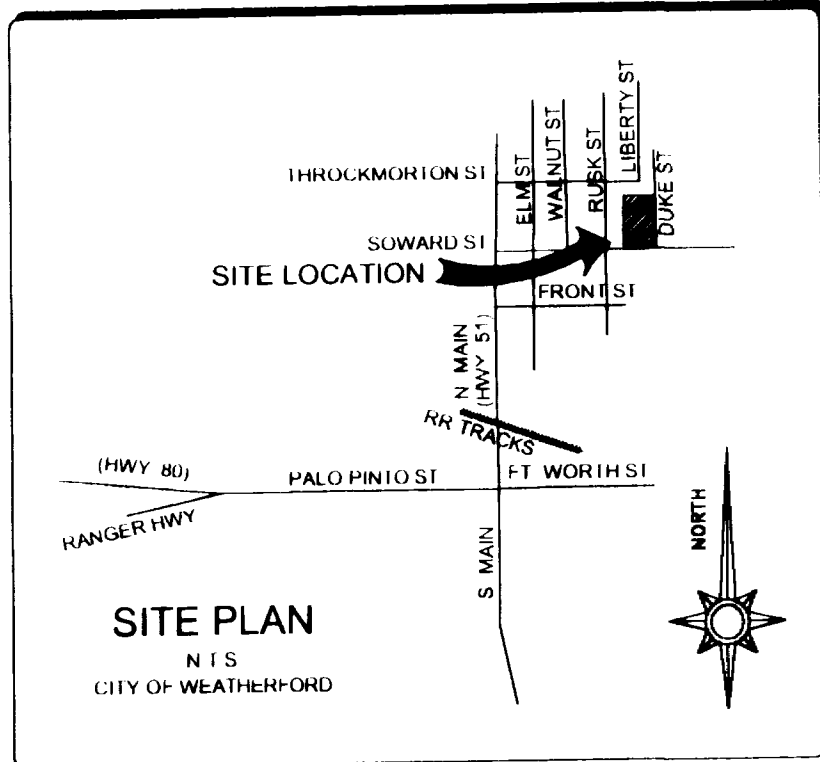 THROCKMORTON ST
ELM ST
WALNUT ST
RUSK ST
LIBERTY ST
DUKE ST
SOWARD ST
SITE LOCATION
FRONT ST
N MAIN
(HWY 51)
RR TRACKS
(HWY 80)
PALO PINTO ST
FT WORTH ST
RANGER HWY
S MAIN
NORTH
SITE PLAN
N T S
CITY OF WEATHERFORD